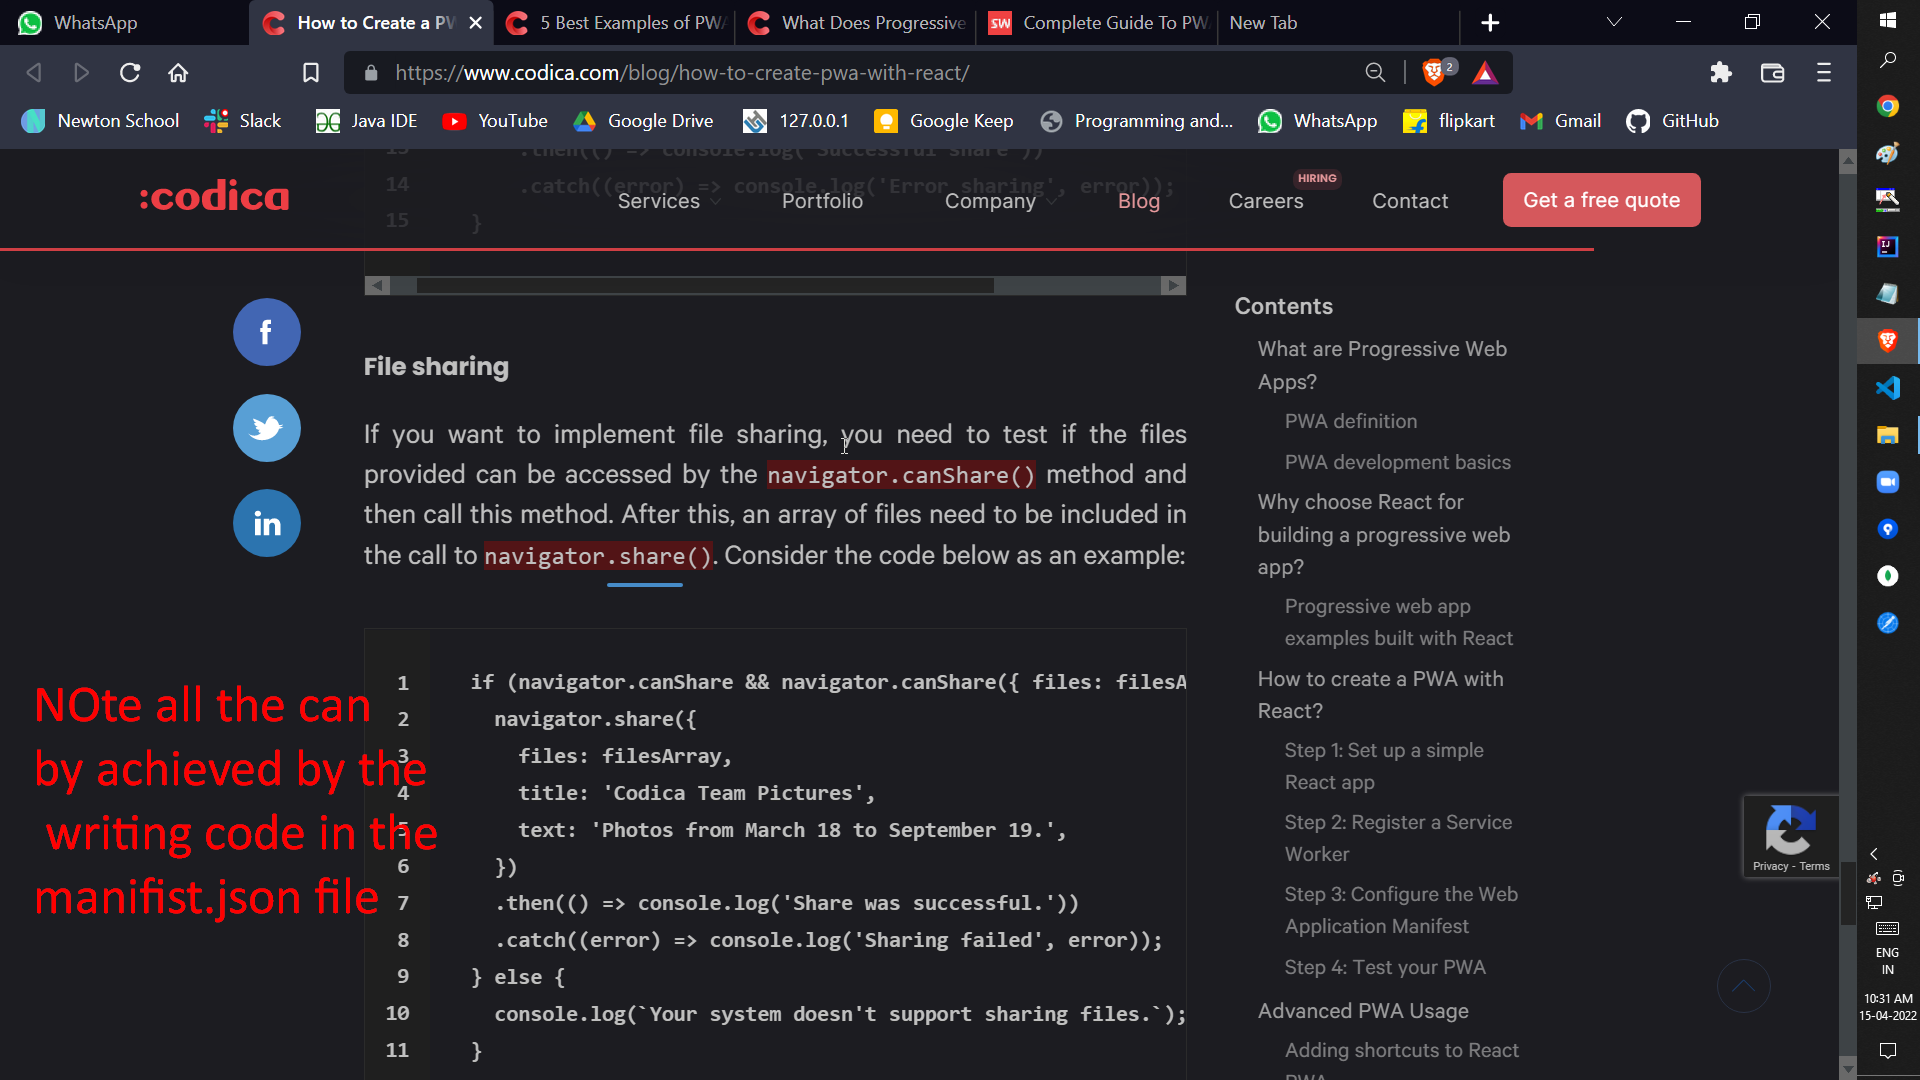 WhatsApp
How to Create a PW
5 Best Examples of PWA
What Does Progressive
SW
Complete Guide To PW
New Tab
https://www.codica.com/blog/how-to-create-pwa-with-react/
2
Newton School
Slack
Java IDE
YouTube
Google Drive
127.0.0.1
Google Keep
Programming and...
WhatsApp
flipkart
Gmail
GitHub
13 .then(() => console.log('Successful share'))
14 .catch((error) => console.log('Error sharing', error));
15 }
:codica
Services
Portfolio
Company
Blog
Careers
HIRING
Contact
Get a free quote
File sharing
If you want to implement file sharing, you need to test if the files
provided can be accessed by the navigator.canShare() method and
then call this method. After this, an array of files need to be included in
the call to navigator.share(). Consider the code below as an example:
1 if (navigator.canShare && navigator.canShare({ files: filesA
2 navigator.share({
3 files: filesArray,
4 title: 'Codica Team Pictures',
5 text: 'Photos from March 18 to September 19.',
6 })
7 .then(() => console.log('Share was successful.'))
8 .catch((error) => console.log('Sharing failed', error));
9 } else {
10 console.log(`Your system doesn't support sharing files.`);
11 }
NOte all the can
by achieved by the
writing code in the
manifist.json file
Contents
What are Progressive Web
Apps?
PWA definition
PWA development basics
Why choose React for
building a progressive web
app?
Progressive web app
examples built with React
How to create a PWA with
React?
Step 1: Set up a simple
React app
Step 2: Register a Service
Worker
Step 3: Configure the Web
Application Manifest
Step 4: Test your PWA
Advanced PWA Usage
Adding shortcuts to React
PWA
Privacy - Terms
ENG
IN
10:31 AM
15-04-2022